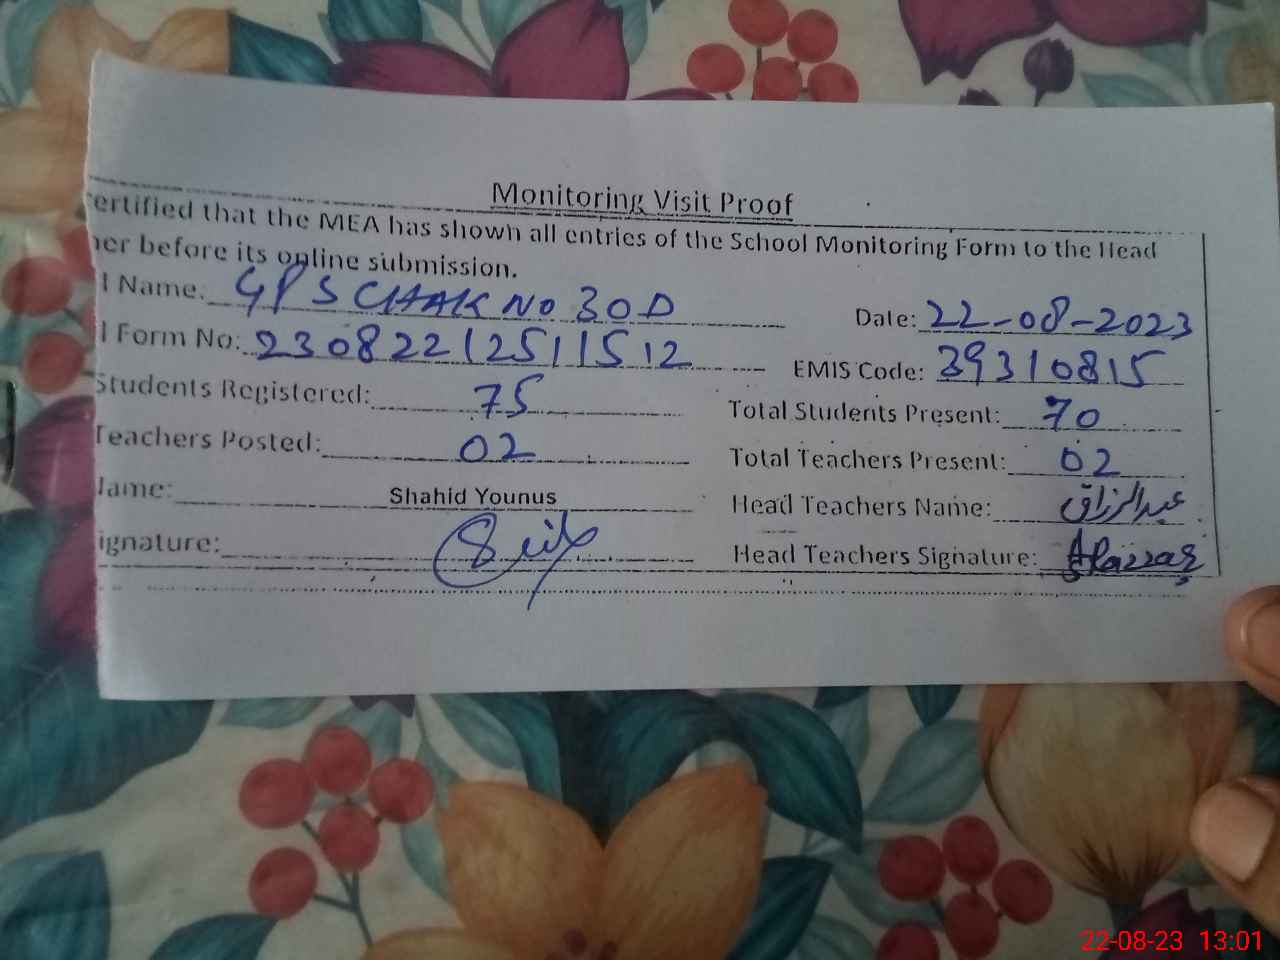 Monitoring Visit Proof
ertified that the MEA has shown all entries of the School Monitoring Form to the Head
er before its online submission.
l Name: GPS CHAK NO 30D Date: 22-08-2023
l Form No: 23082212511512 EMIS Code: 39310815
Students Registered: 75 Total Students Present: 70
Teachers Posted: 02 Total Teachers Present: 02
Name: Shahid Younus Head Teachers Name: عبدالرزاق
ignature: Head Teachers Signature: ARazzaq
22-08-23 13:01